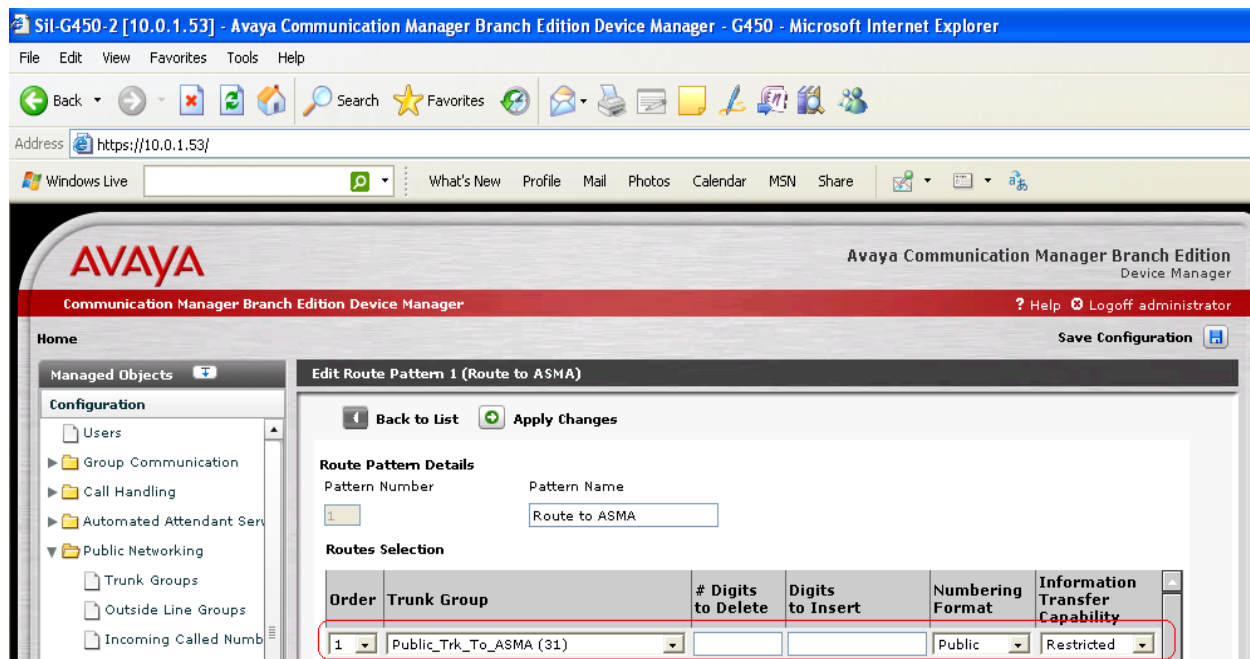 Sil-G450-2 [10.0.1.53] - Avaya Communication Manager Branch Edition Device Manager - G450 - Microsoft Internet Explorer
File Edit View Favorites Tools Help
Back Search Favorites
Address https://10.0.1.53/
Windows Live What's New Profile Mail Photos Calendar MSN Share
AVAYA
Avaya Communication Manager Branch Edition
Device Manager
Communication Manager Branch Edition Device Manager ? Help Logoff administrator
Home Save Configuration
Managed Objects
Edit Route Pattern 1 (Route to ASMA)
Configuration
Back to List Apply Changes
Users
Group Communication
Route Pattern Details
Pattern Number Pattern Name
Call Handling
1 Route to ASMA
Automated Attendant Serv
Public Networking
Routes Selection
Trunk Groups
Outside Line Groups
Incoming Called Numb
Order Trunk Group # Digits to Delete Digits to Insert Numbering Format Information Transfer Capability
1 Public_Trk_To_ASMA (31) Public Restricted